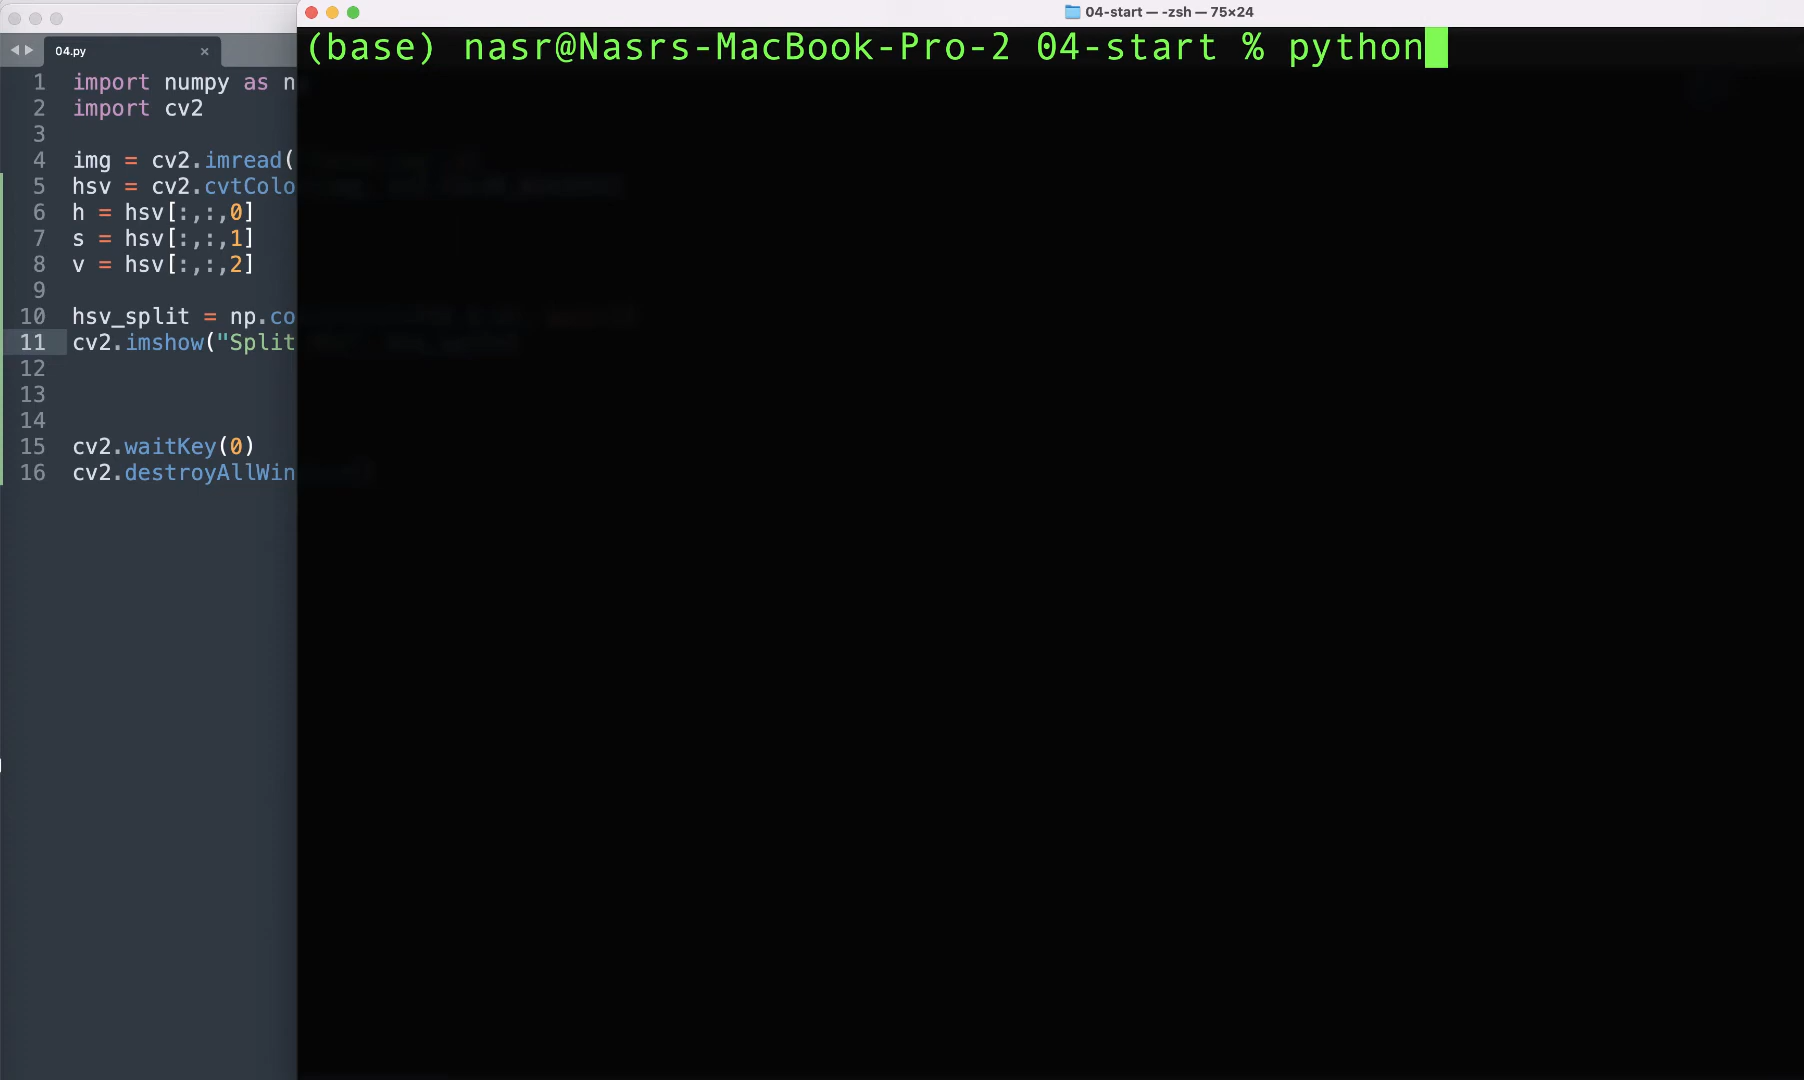 04-start — -zsh — 75×24
(base) nasr@Nasrs-MacBook-Pro-2 04-start % python
04.py
1 import numpy as n
2 import cv2
3
4 img = cv2.imread(
5 hsv = cv2.cvtColo
6 h = hsv[:,:,0]
7 s = hsv[:,:,1]
8 v = hsv[:,:,2]
9
10 hsv_split = np.co
11 cv2.imshow("Split
12
13
14
15 cv2.waitKey(0)
16 cv2.destroyAllWin